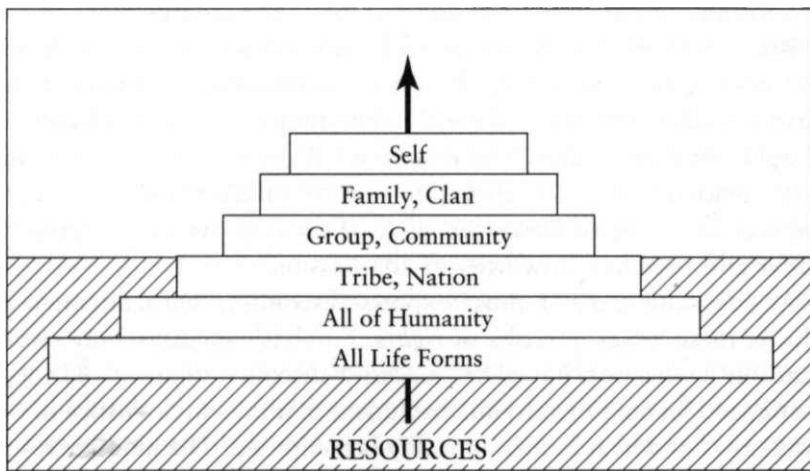 Self
Family, Clan
Group, Community
Tribe, Nation
All of Humanity
All Life Forms
RESOURCES